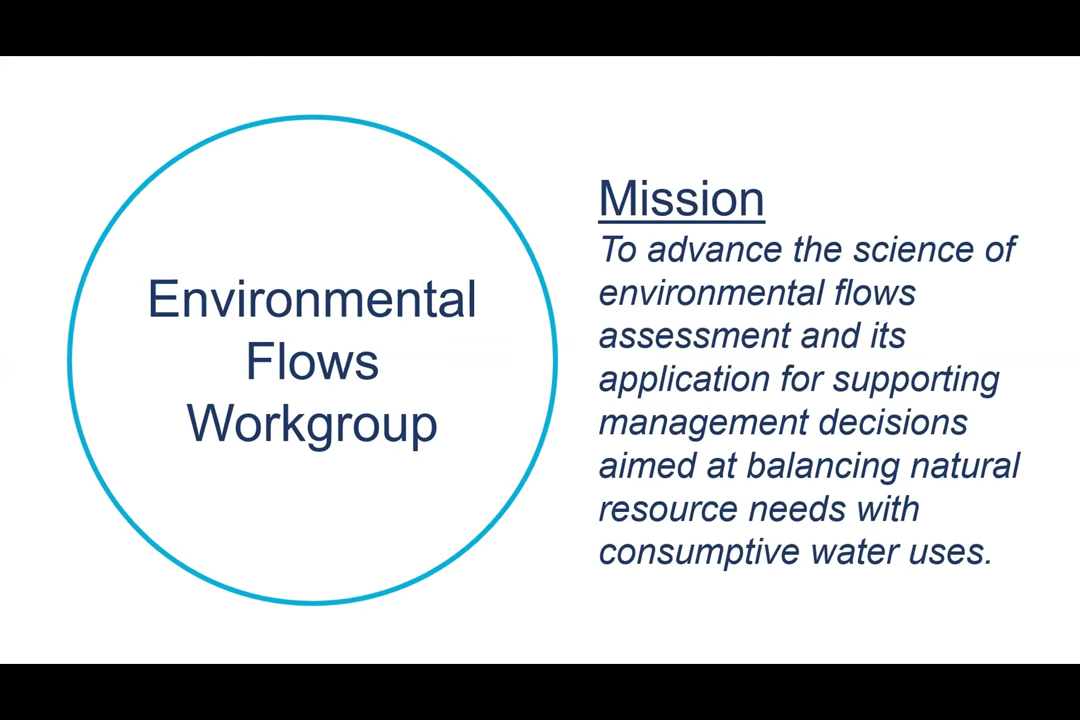 Environmental
Flows
Workgroup
Mission
To advance the science of
environmental flows
assessment and its
application for supporting
management decisions
aimed at balancing natural
resource needs with
consumptive water uses.